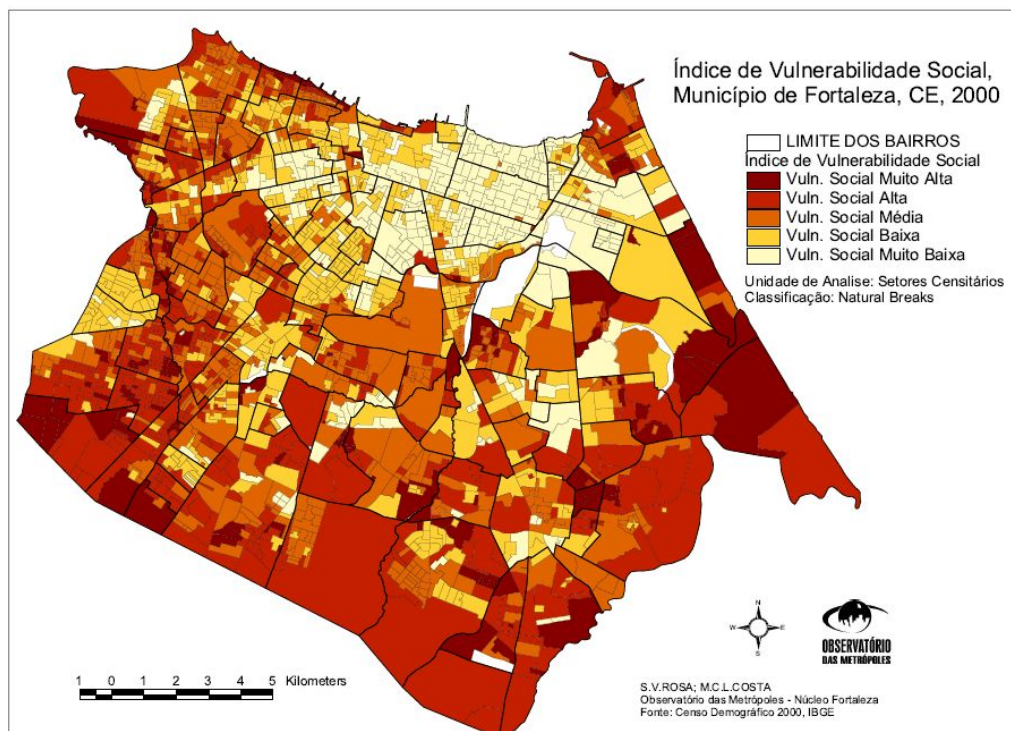 Índice de Vulnerabilidade Social,
Município de Fortaleza, CE, 2000
LIMITE DOS BAIRROS
Índice de Vulnerabilidade Social
Vuln. Social Muito Alta
Vuln. Social Alta
Vuln. Social Média
Vuln. Social Baixa
Vuln. Social Muito Baixa
Unidade de Analise: Setores Censitários
Classificação: Natural Breaks
N
W E
S
OBSERVATÓRIO
DAS METRÓPOLES
1 0 1 2 3 4 5 Kilometers
S.V.ROSA; M.C.L.COSTA
Observatório das Metrópoles - Núcleo Fortaleza
Fonte: Censo Demográfico 2000, IBGE